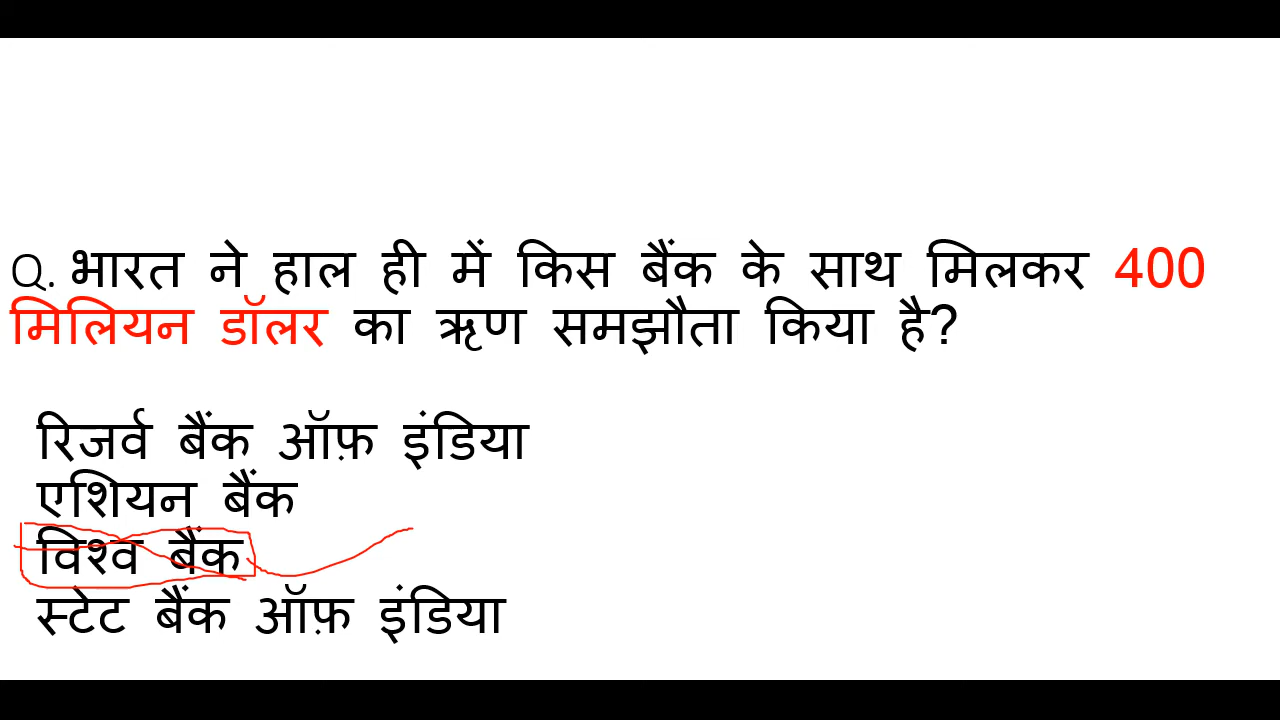 Q. भारत ने हाल ही में किस बैंक के साथ मिलकर 400
मिलियन डॉलर का ऋण समझौता किया है?
रिजर्व बैंक ऑफ़ इंडिया
एशियन बैंक
विश्व बैंक
स्टेट बैंक ऑफ़ इंडिया